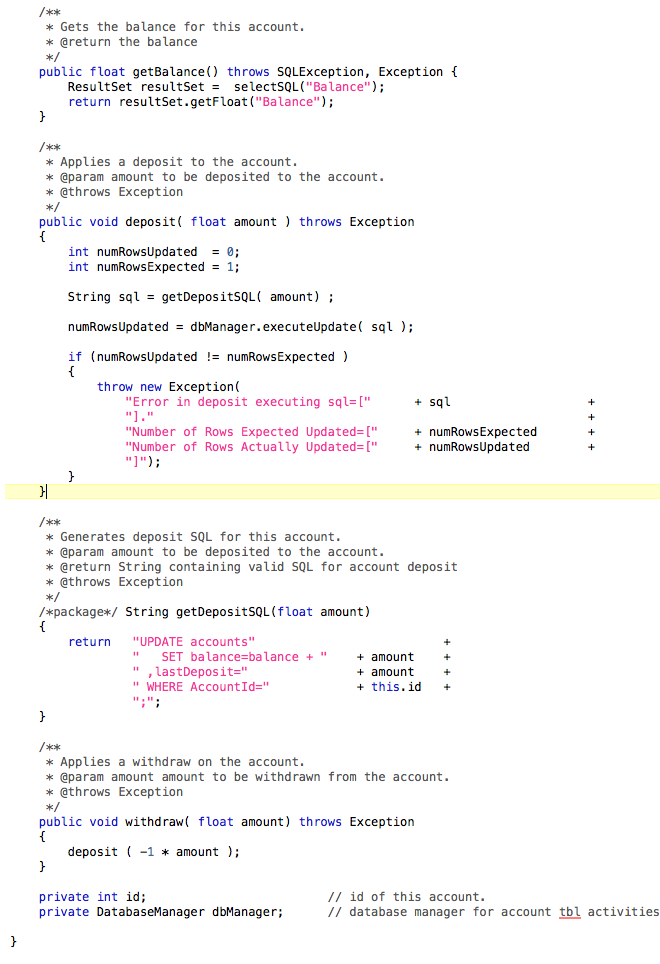 /**
 * Gets the balance for this account.
 * @return the balance
 */
public float getBalance() throws SQLException, Exception {
    ResultSet resultSet =  selectSQL("Balance");
    return resultSet.getFloat("Balance");
}

/**
 * Applies a deposit to the account.
 * @param amount to be deposited to the account.
 * @throws Exception
 */
public void deposit( float amount ) throws Exception
{
    int numRowsUpdated  = 0;
    int numRowsExpected = 1;

    String sql = getDepositSQL( amount) ;

    numRowsUpdated = dbManager.executeUpdate( sql );

    if (numRowsUpdated != numRowsExpected )
    {
        throw new Exception(
            "Error in deposit executing sql=["      + sql                   +
            "]."                                                            +
            "Number of Rows Expected Updated=["     + numRowsExpected       +
            "Number of Rows Actually Updated=["     + numRowsUpdated        +
            "]");
    }
}

/**
 * Generates deposit SQL for this account.
 * @param amount to be deposited to the account.
 * @return String containing valid SQL for account deposit
 * @throws Exception
 */
/*package*/ String getDepositSQL(float amount)
{
    return   "UPDATE accounts"                          +
             "   SET balance=balance + "    + amount    +
             " ,lastDeposit="               + amount    +
             " WHERE AccountId="            + this.id   +
             ";";
}

/**
 * Applies a withdraw on the account.
 * @param amount amount to be withdrawn from the account.
 * @throws Exception
 */
public void withdraw( float amount) throws Exception
{
    deposit ( -1 * amount );
}

private int id;                         // id of this account.
private DatabaseManager dbManager;      // database manager for account tbl activities

}